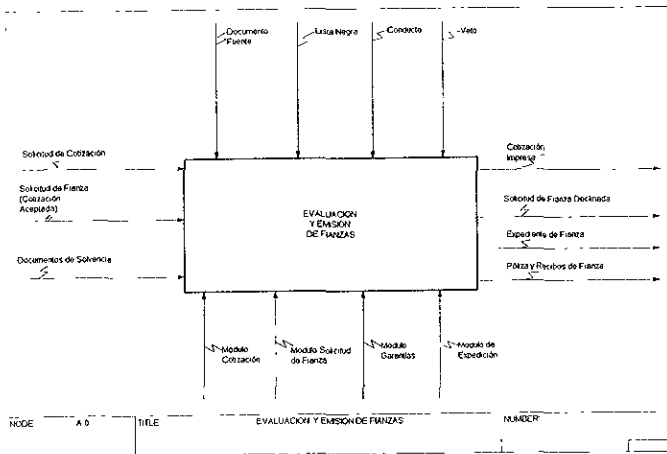 Documento
Fuente
Lista Negra
Conducto
Veto
Solicitud de Cotización
Solicitud de Fianza
(Cotización
Aceptada)
Documentos de Solvencia
EVALUACION
Y EMISION
DE FIANZAS
Cotización
Impresa
Solicitud de Fianza Declinada
Expediente de Fianza
Póliza y Recibos de Fianza
Modulo
Cotización
Modulo Solicitud
de Fianza
Modulo
Garantías
Modulo de
Expedición
NODE A 0 TITLE EVALUACION Y EMISION DE FIANZAS NUMBER